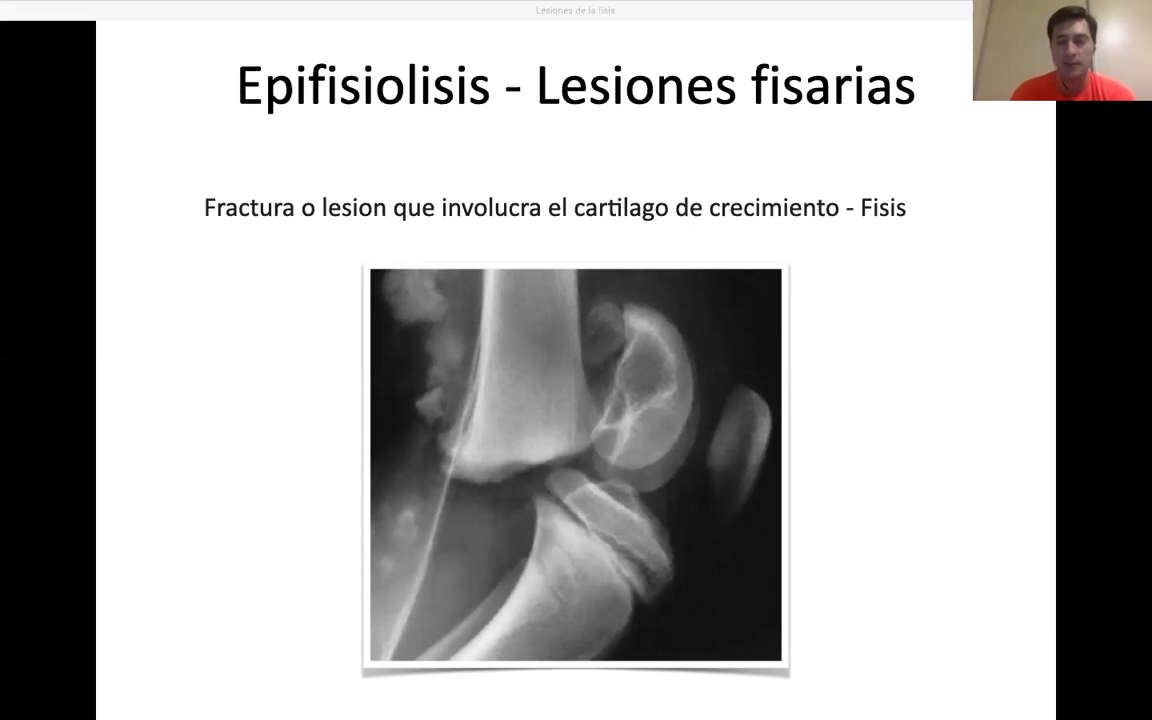 Lesiones de la fisis
Epifisiolisis - Lesiones fisarias
Fractura o lesion que involucra el cartilago de crecimiento - Fisis